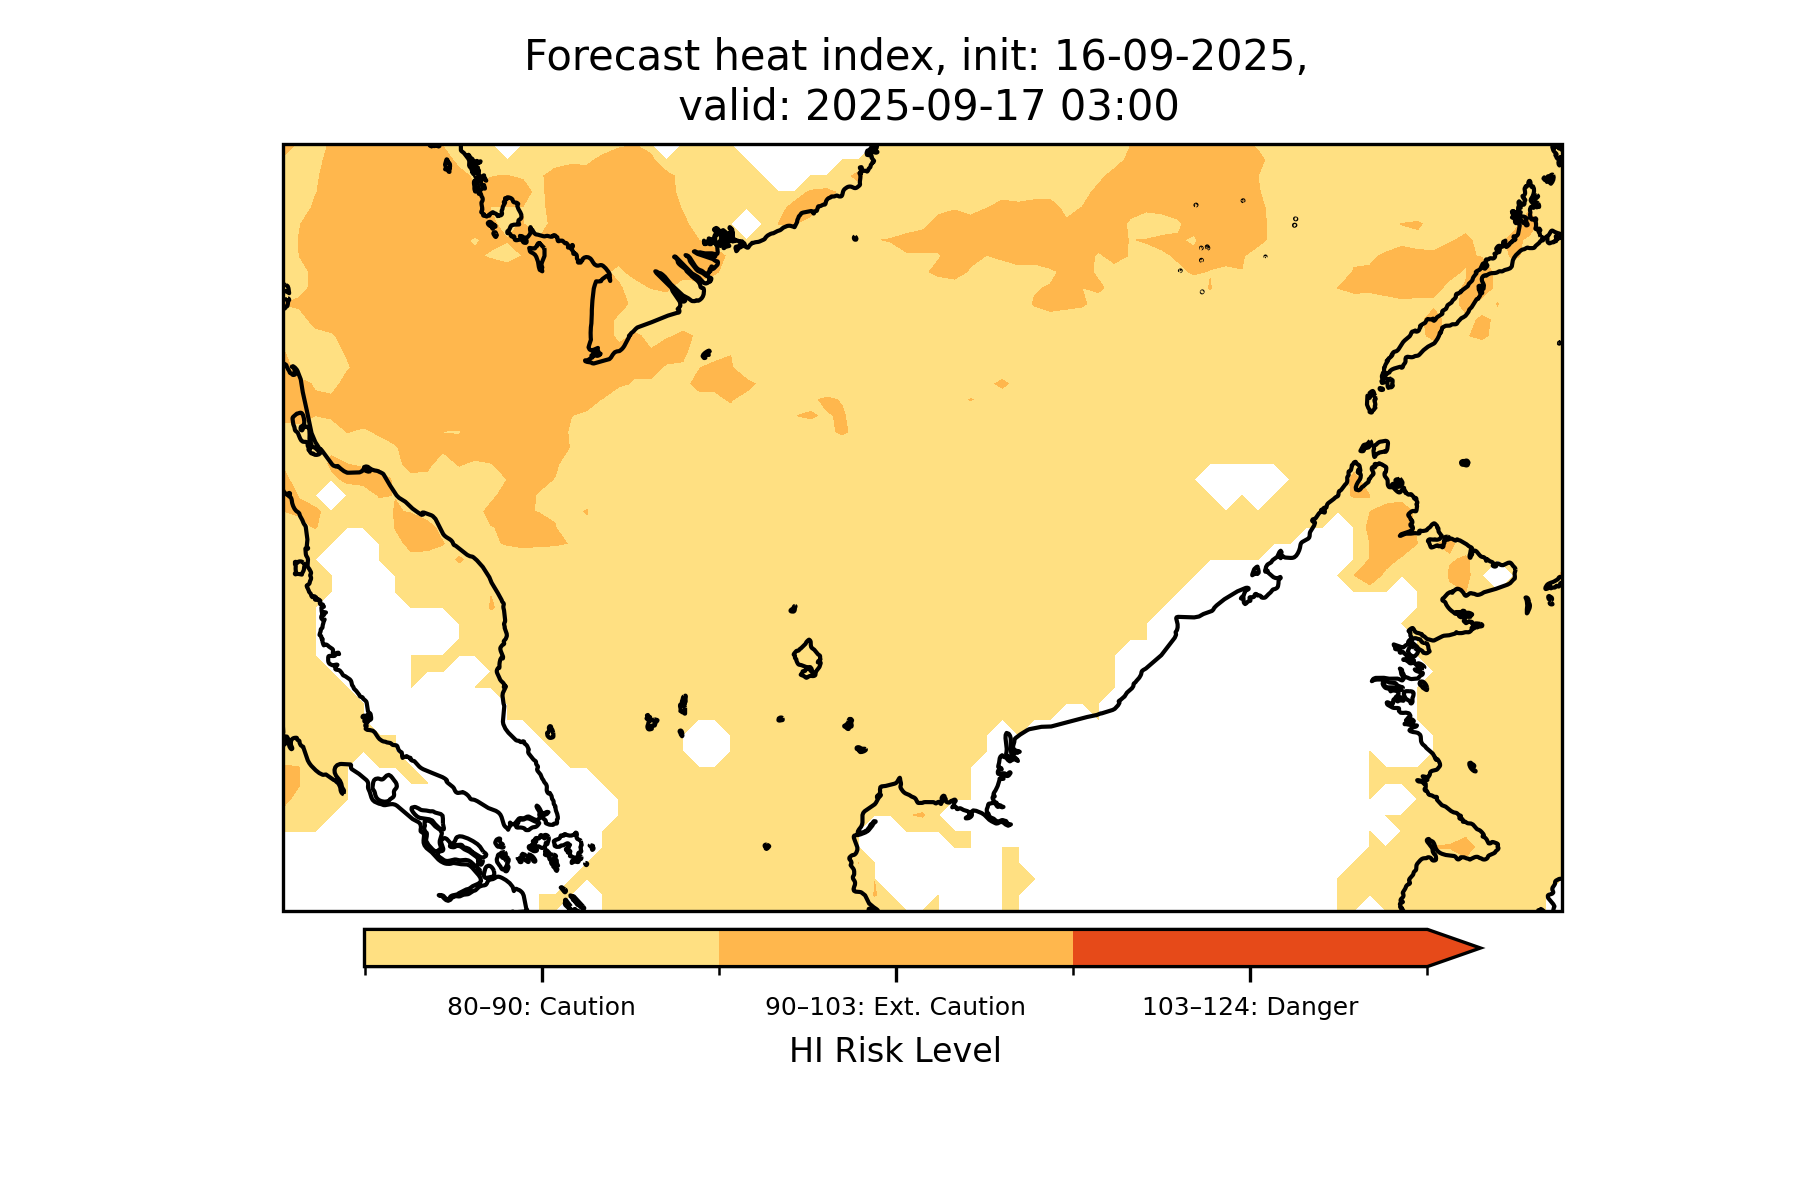 Forecast heat index, init: 16-09-2025,
valid: 2025-09-17 03:00
80–90: Caution
90–103: Ext. Caution
103–124: Danger
HI Risk Level